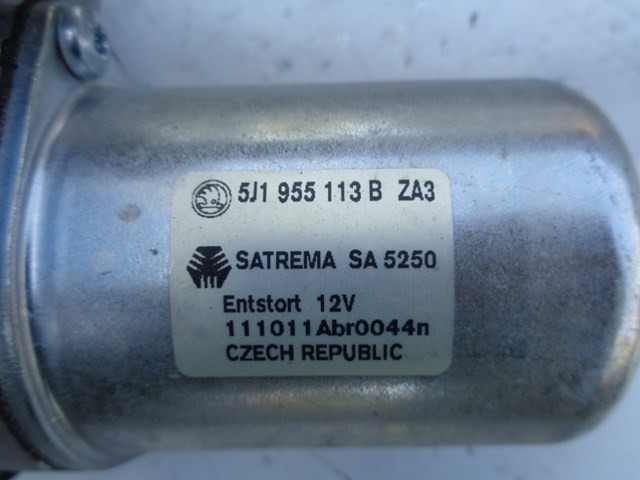 5J1 955 113 B ZA3
SATREMA SA 5250
Entstort 12V
111011Abr0044n
CZECH REPUBLIC